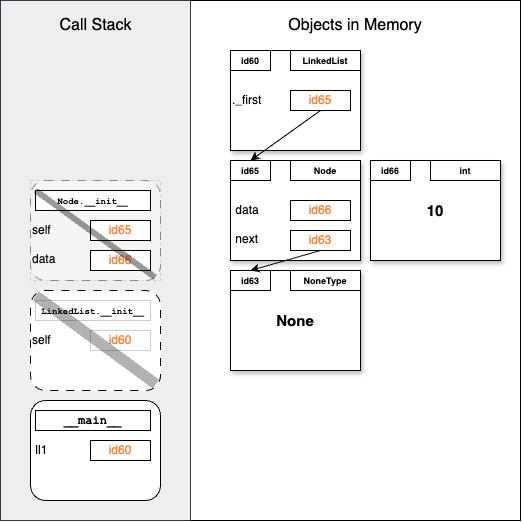 Call Stack
Objects in Memory
id60 LinkedList
._first id65
id65 Node
data id66
next id63
id66 int
10
id63 NoneType
None
Node.__init__
self id65
data id66
LinkedList.__init__
self id60
__main__
ll1 id60